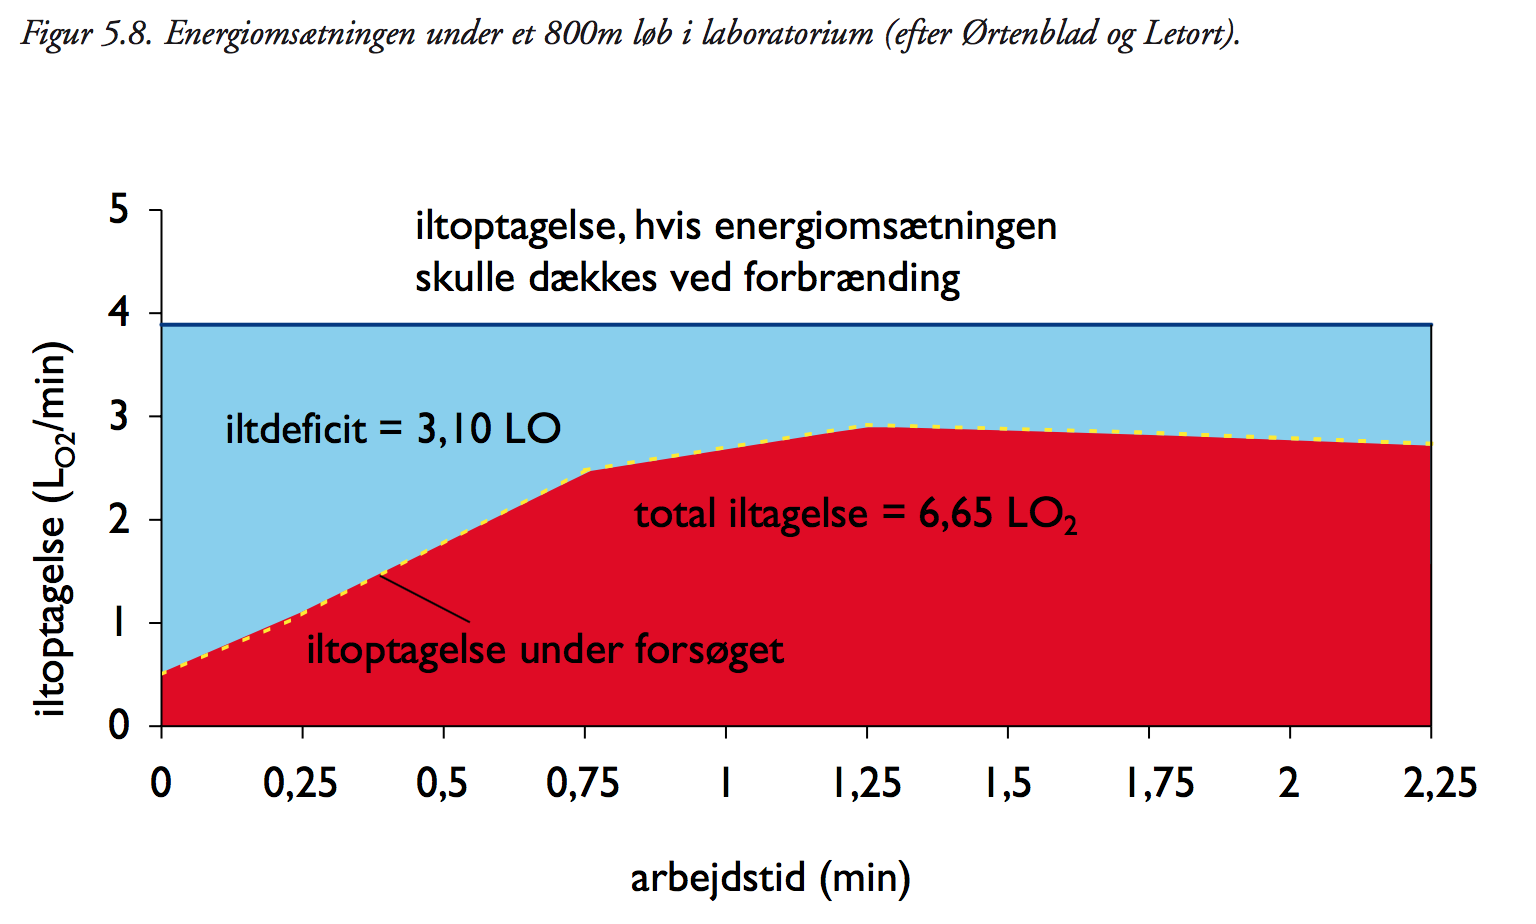 Figur 5.8. Energiomsætningen under et 800m løb i laboratorium (efter Ørtenblad og Letort).
iltoptagelse, hvis energiomsætningen
skulle dækkes ved forbrænding
iltoptagelse (LO2/min)
5
4
3
2
1
0
iltdeficit = 3,10 LO
total iltagelse = 6,65 LO2
iltoptagelse under forsøget
0 0,25 0,5 0,75 1 1,25 1,5 1,75 2 2,25
arbejdstid (min)